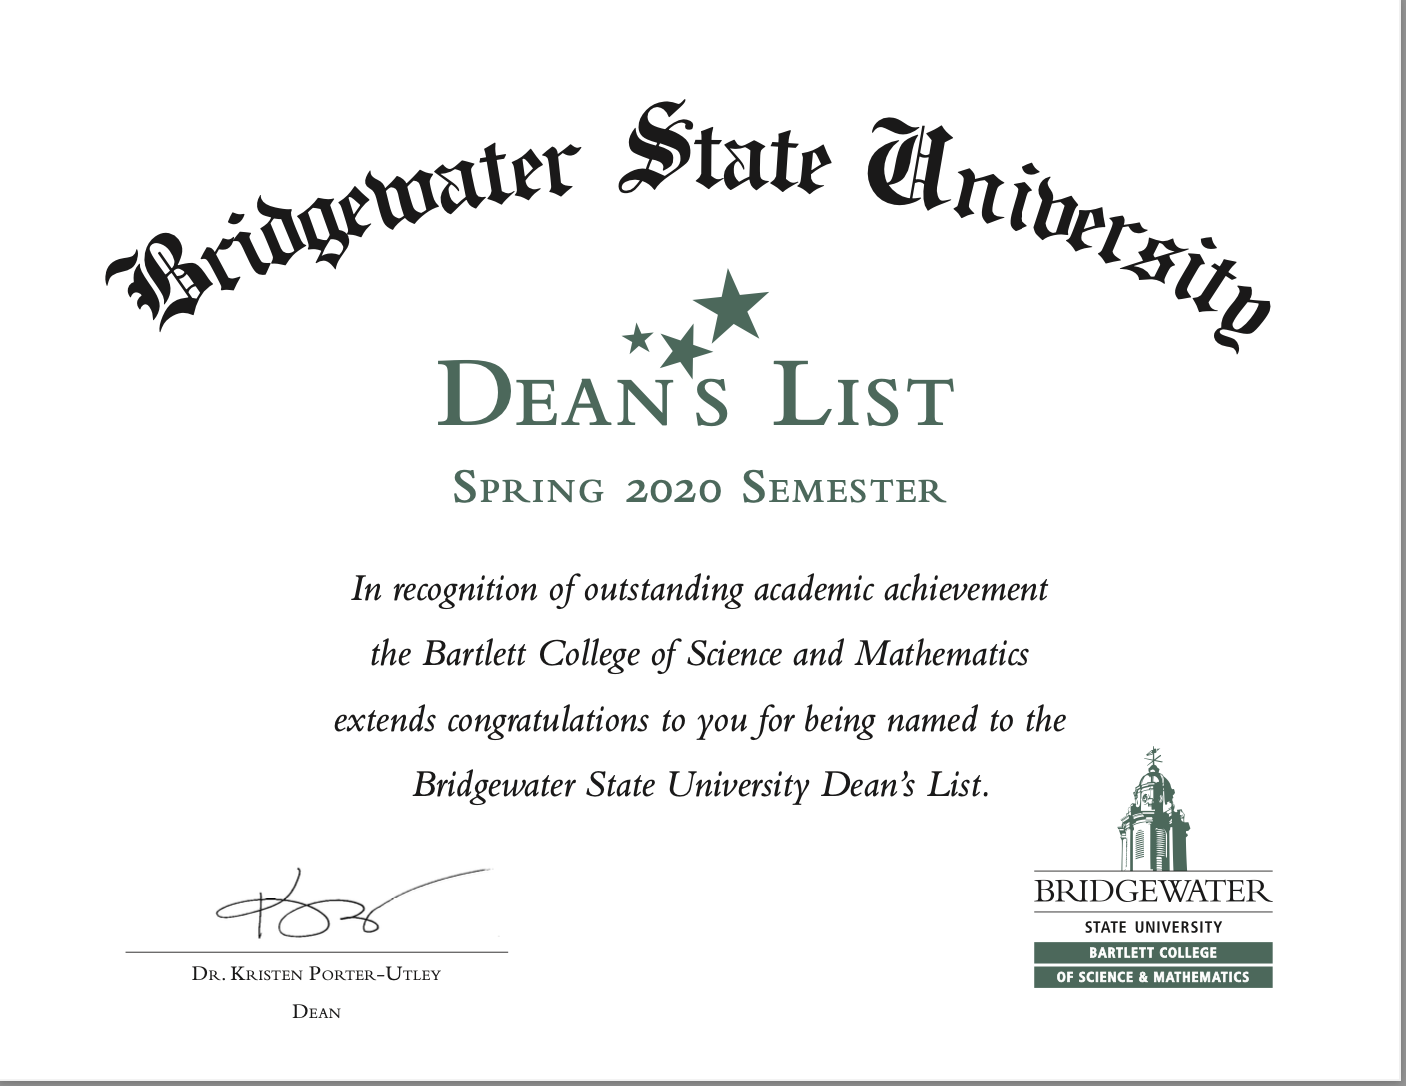 Bridgewater State University
Dean's List
Spring 2020 Semester
In recognition of outstanding academic achievement
the Bartlett College of Science and Mathematics
extends congratulations to you for being named to the
Bridgewater State University Dean's List.
Dr. Kristen Porter-Utley
Dean
BRIDGEWATER
STATE UNIVERSITY
BARTLETT COLLEGE
OF SCIENCE & MATHEMATICS